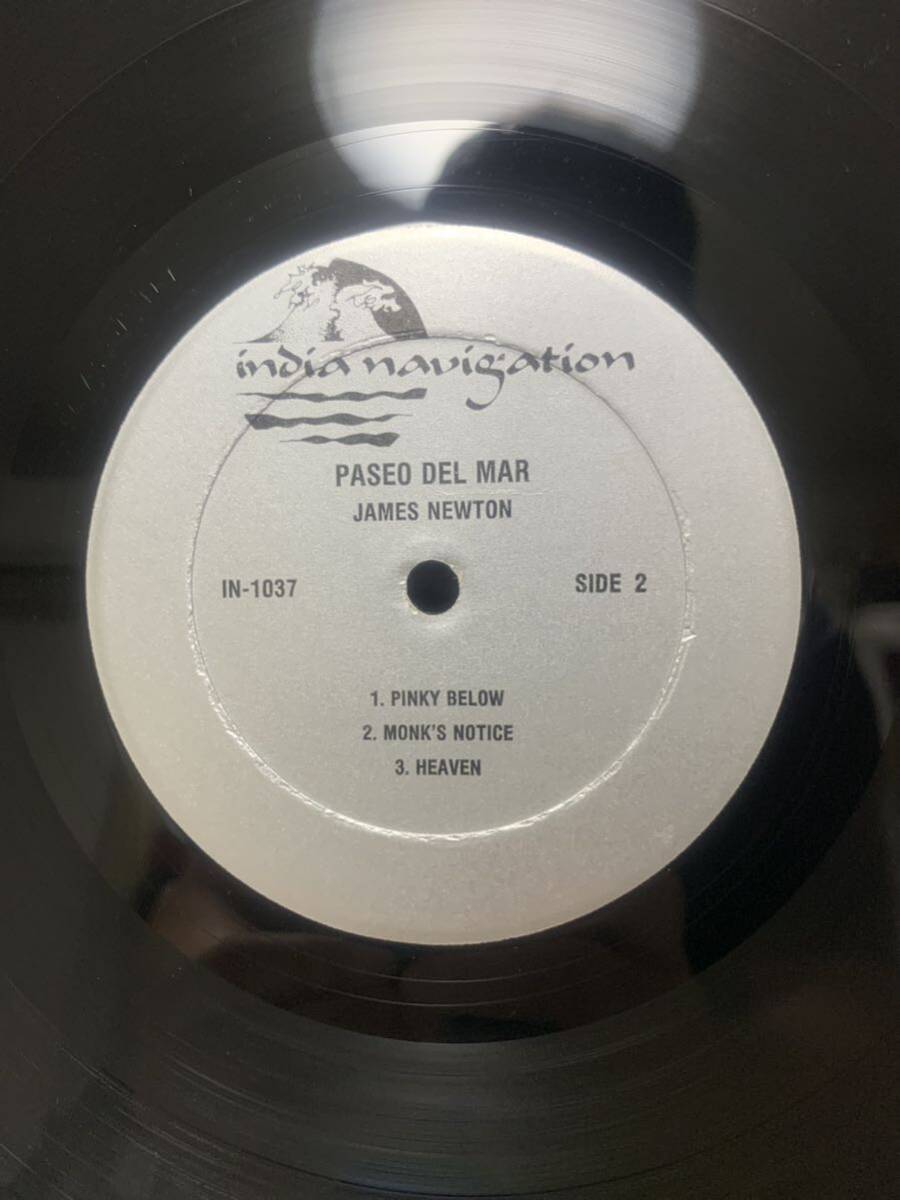 india navigation
PASEO DEL MAR
JAMES NEWTON
IN-1037
SIDE 2
1. PINKY BELOW
2. MONK'S NOTICE
3. HEAVEN